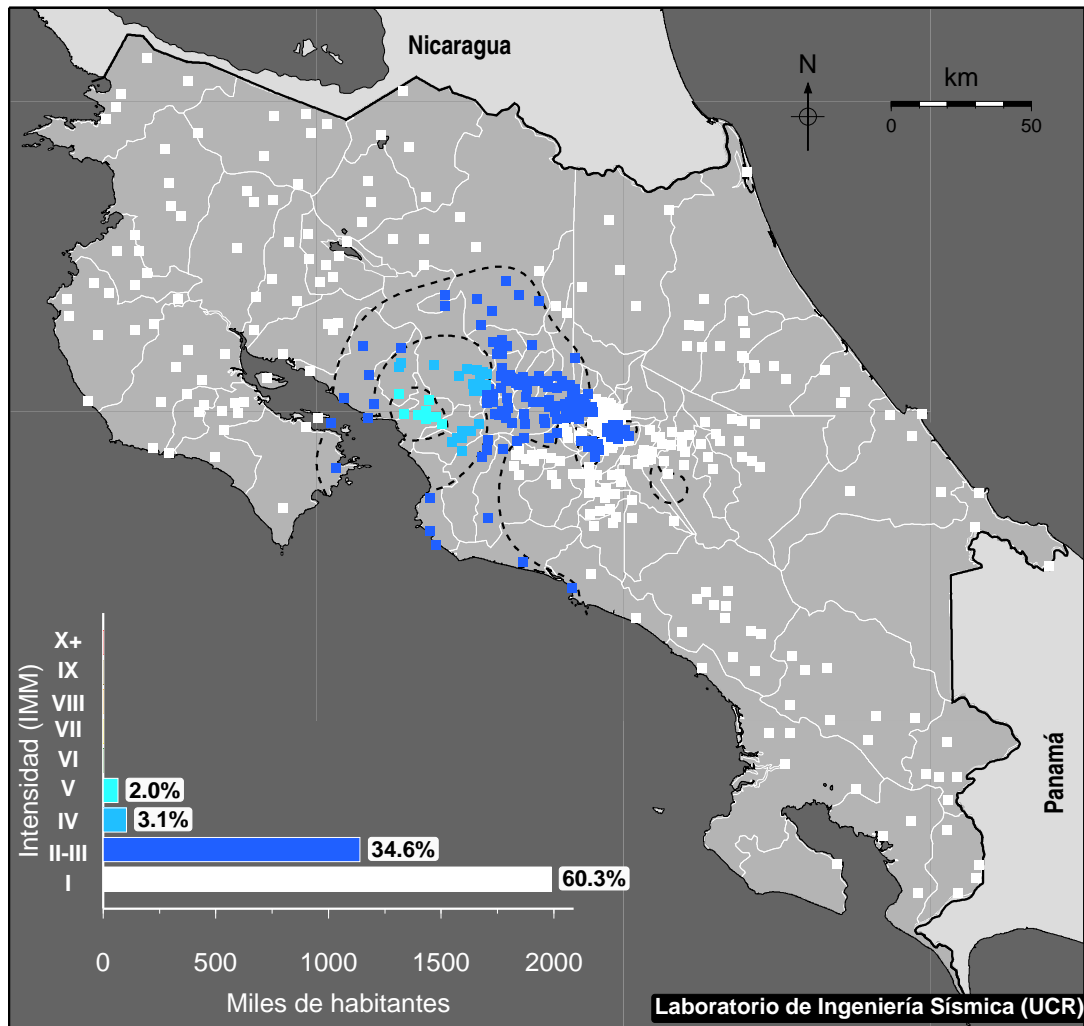 Nicaragua
N
km
0 50
Panamá
Intensidad (IMM)
X+
IX
VIII
VII
VI
V 2.0%
IV 3.1%
II-III 34.6%
I 60.3%
0 500 1000 1500 2000
Miles de habitantes
Laboratorio de Ingeniería Sísmica (UCR)